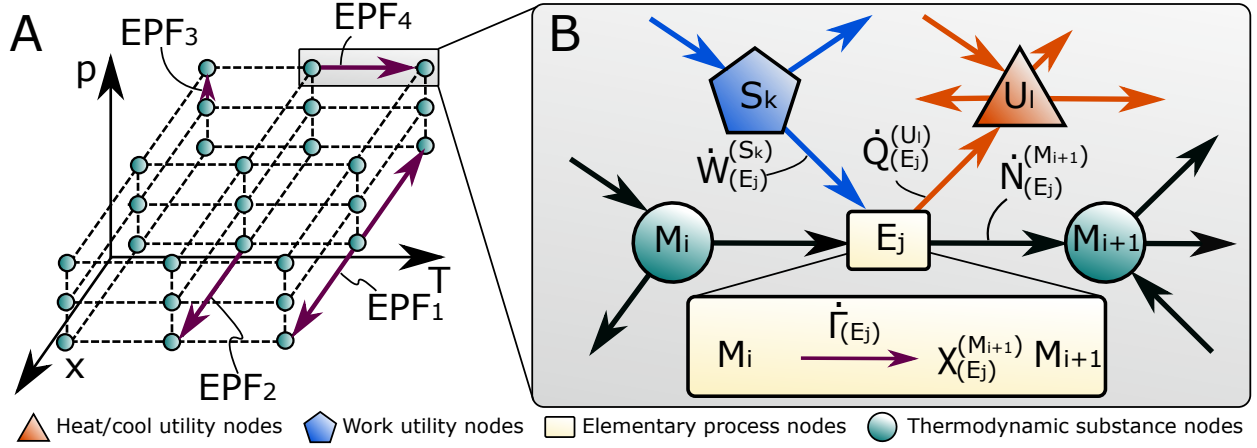 A
EPF₃
EPF₄
p
T
EPF₁
x
EPF₂
B
Sₖ
Uₗ
Ẇ₍Eⱼ₎⁽Sₖ⁾
Q̇₍Eⱼ₎⁽Uₗ⁾
Ṅ₍Eⱼ₎⁽Mᵢ₊₁⁾
Mᵢ
Eⱼ
Mᵢ₊₁
Γ̇₍Eⱼ₎
Mᵢ χ₍Eⱼ₎⁽Mᵢ₊₁⁾ Mᵢ₊₁
Heat/cool utility nodes Work utility nodes Elementary process nodes Thermodynamic substance nodes